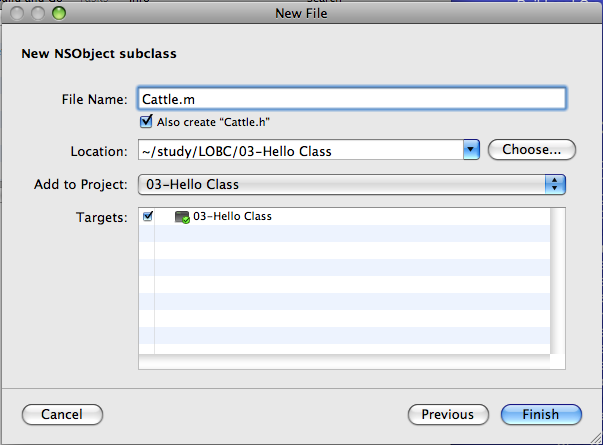 New File
New NSObject subclass
File Name: Cattle.m
Also create “Cattle.h”
Location: ~/study/LOBC/03-Hello Class Choose...
Add to Project: 03-Hello Class
Targets: 03-Hello Class
Cancel Previous Finish